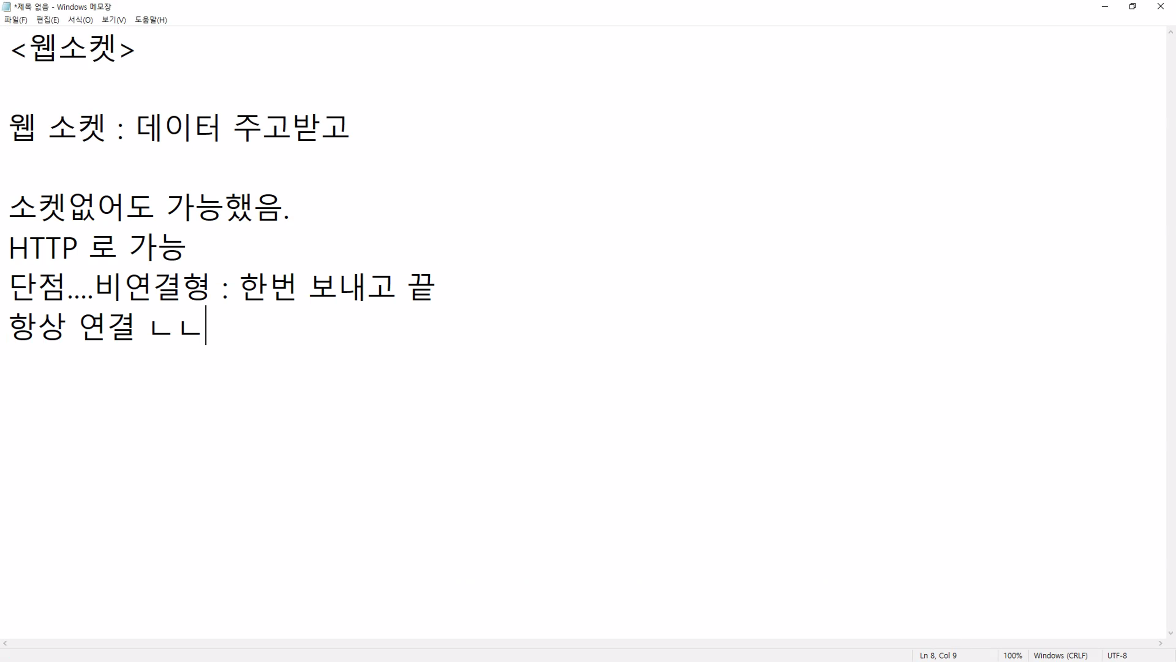 *제목 없음 - Windows 메모장
파일(F) 편집(E) 서식(O) 보기(V) 도움말(H)
<웹소켓>
웹 소켓 : 데이터 주고받고
소켓없어도 가능했음.
HTTP 로 가능
단점....비연결형 : 한번 보내고 끝
항상 연결 ㄴㄴ
Ln 8, Col 9 100% Windows (CRLF) UTF-8